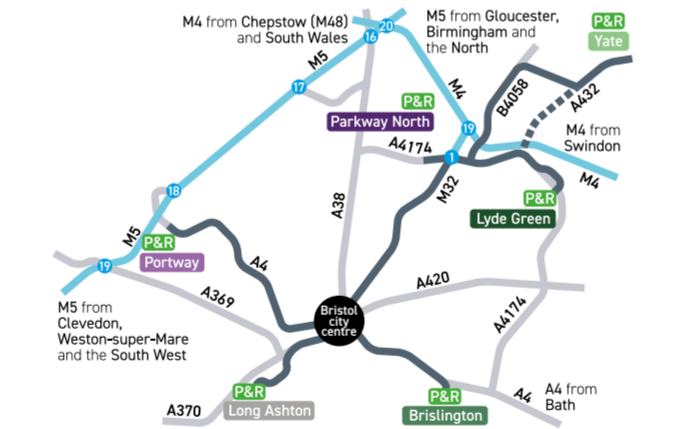 M4 from Chepstow (M48)
and South Wales
20
16
M5 from Gloucester,
Birmingham and
the North
P&R
Yate
M5
17
M4
B4058
A432
P&R
Parkway North
19
M4 from
Swindon
A4174
1
M4
M32
18
A38
P&R
Lyde Green
M5
P&R
Portway
19
A4
A369
A420
A4174
M5 from
Clevedon,
Weston-super-Mare
and the South West
Bristol
city
centre
P&R
Long Ashton
A370
P&R
Brislington
A4
A4 from
Bath